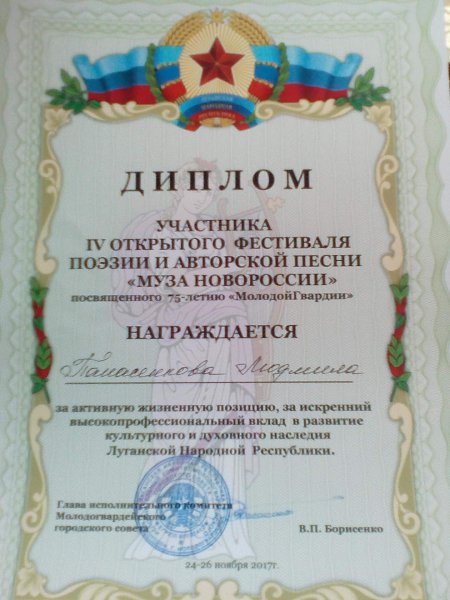 ДИПЛОМ
УЧАСТНИКА
IV ОТКРЫТОГО ФЕСТИВАЛЯ
ПОЭЗИИ И АВТОРСКОЙ ПЕСНИ
«МУЗА НОВОРОССИИ»
посвященного 75-летию «МолодойГвардии»
НАГРАЖДАЕТСЯ
Панасенкова Людмила
за активную жизненную позицию, за искренний
высокопрофессиональный вклад в развитие
культурного и духовного наследия
Луганской Народной Республики.
Глава исполнительного комитета
Молодогвардейского
городского совета
В.П. Борисенко
24-26 ноября 2017г.